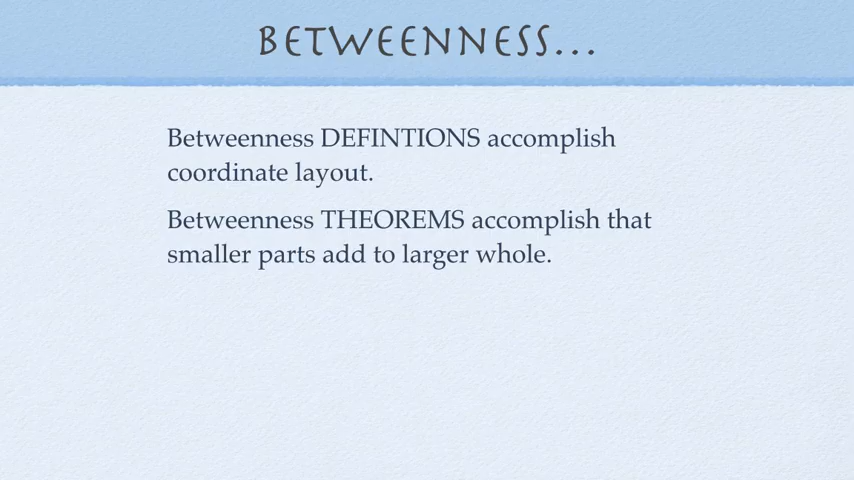 BETWEENNESS...
Betweenness DEFINTIONS accomplish
coordinate layout.
Betweenness THEOREMS accomplish that
smaller parts add to larger whole.